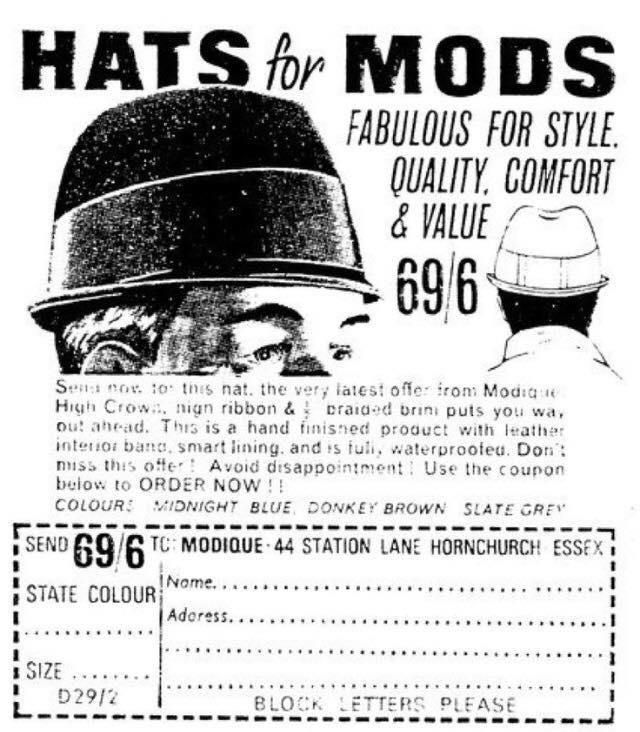 HATS for MODS
FABULOUS FOR STYLE.
QUALITY, COMFORT
& VALUE
69/6
Send now for this hat, the very latest offer from Modique.
High Crown, high ribbon & ½" braided brim puts you way
out ahead. This is a hand finished product with leather
interior band, smart lining, and is fully waterproofed. Don't
miss this offer! Avoid disappointment! Use the coupon
below to ORDER NOW!!
COLOURS MIDNIGHT BLUE, DONKEY BROWN SLATE GREY
SEND 69/6 TO: MODIQUE·44 STATION LANE HORNCHURCH ESSEX
STATE COLOUR
SIZE
D29/2
Name
Address
BLOCK LETTERS PLEASE